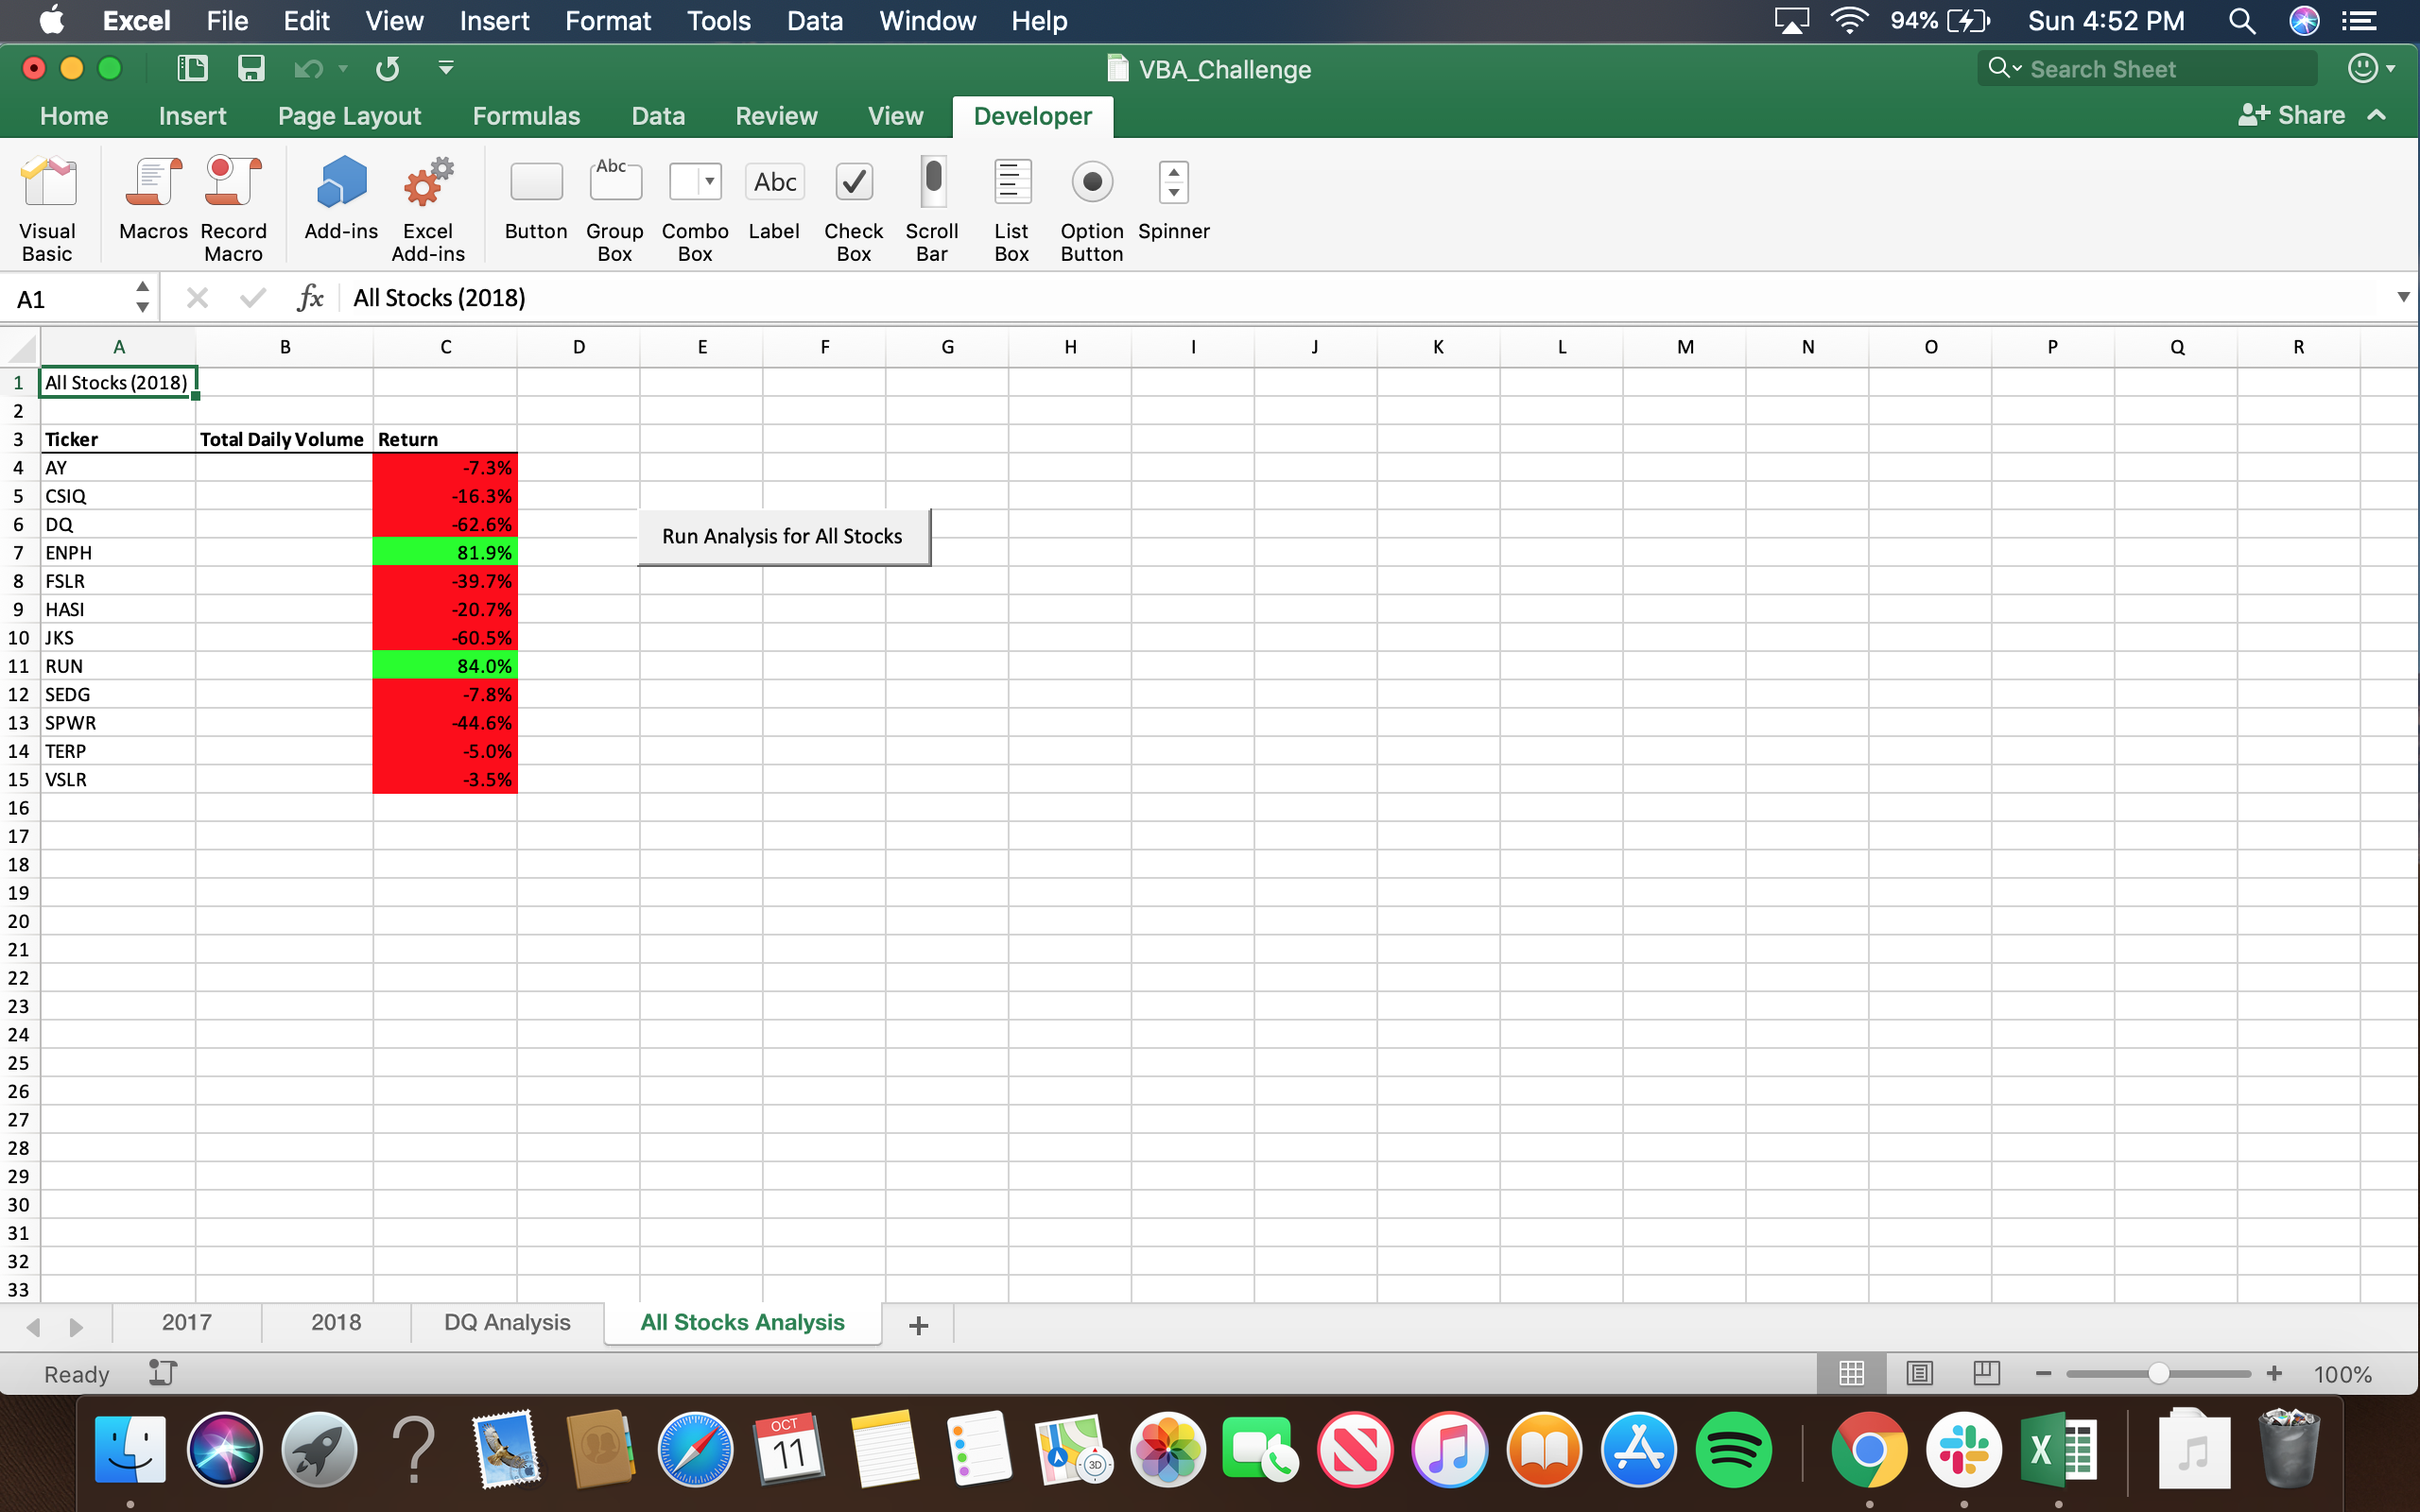 Excel File Edit View Insert Format Tools Data Window Help 94% Sun 4:52 PM
VBA_Challenge Search Sheet
Home Insert Page Layout Formulas Data Review View Developer Share
Visual Basic Macros Record Macro Add-ins Excel Add-ins Button Abc Group Box Combo Box Abc Label Check Box Scroll Bar List Box Option Button Spinner
A1 fx All Stocks (2018)
A B C D E F G H I J K L M N O P Q R
1 All Stocks (2018)
2
3 Ticker Total Daily Volume Return
4 AY -7.3%
5 CSIQ -16.3%
6 DQ -62.6%
Run Analysis for All Stocks
7 ENPH 81.9%
8 FSLR -39.7%
9 HASI -20.7%
10 JKS -60.5%
11 RUN 84.0%
12 SEDG -7.8%
13 SPWR -44.6%
14 TERP -5.0%
15 VSLR -3.5%
16
17
18
19
20
21
22
23
24
25
26
27
28
29
30
31
32
33
2017 2018 DQ Analysis All Stocks Analysis +
Ready 100%
OCT
11
3D
X